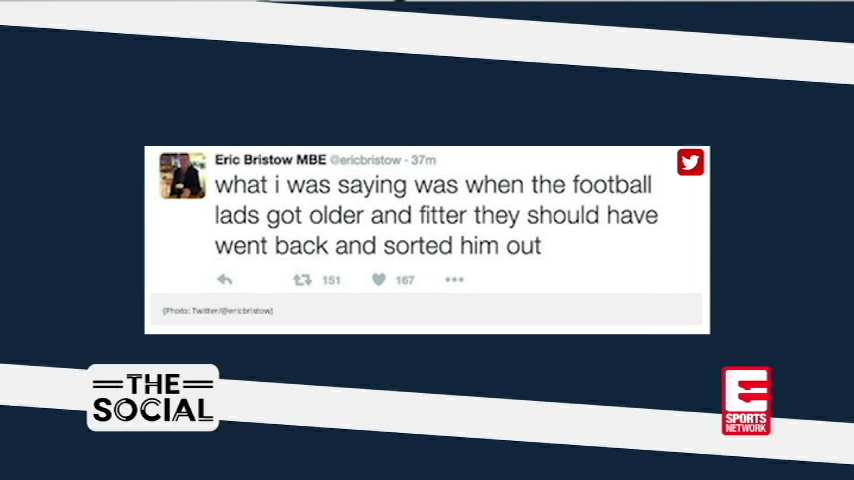 Eric Bristow MBE @ericbristow · 37m
what i was saying was when the football
lads got older and fitter they should have
went back and sorted him out
151 167
(Photo: Twitter/@ericbristow)
THE
SOCIAL
E
SPORTS
NETWORK